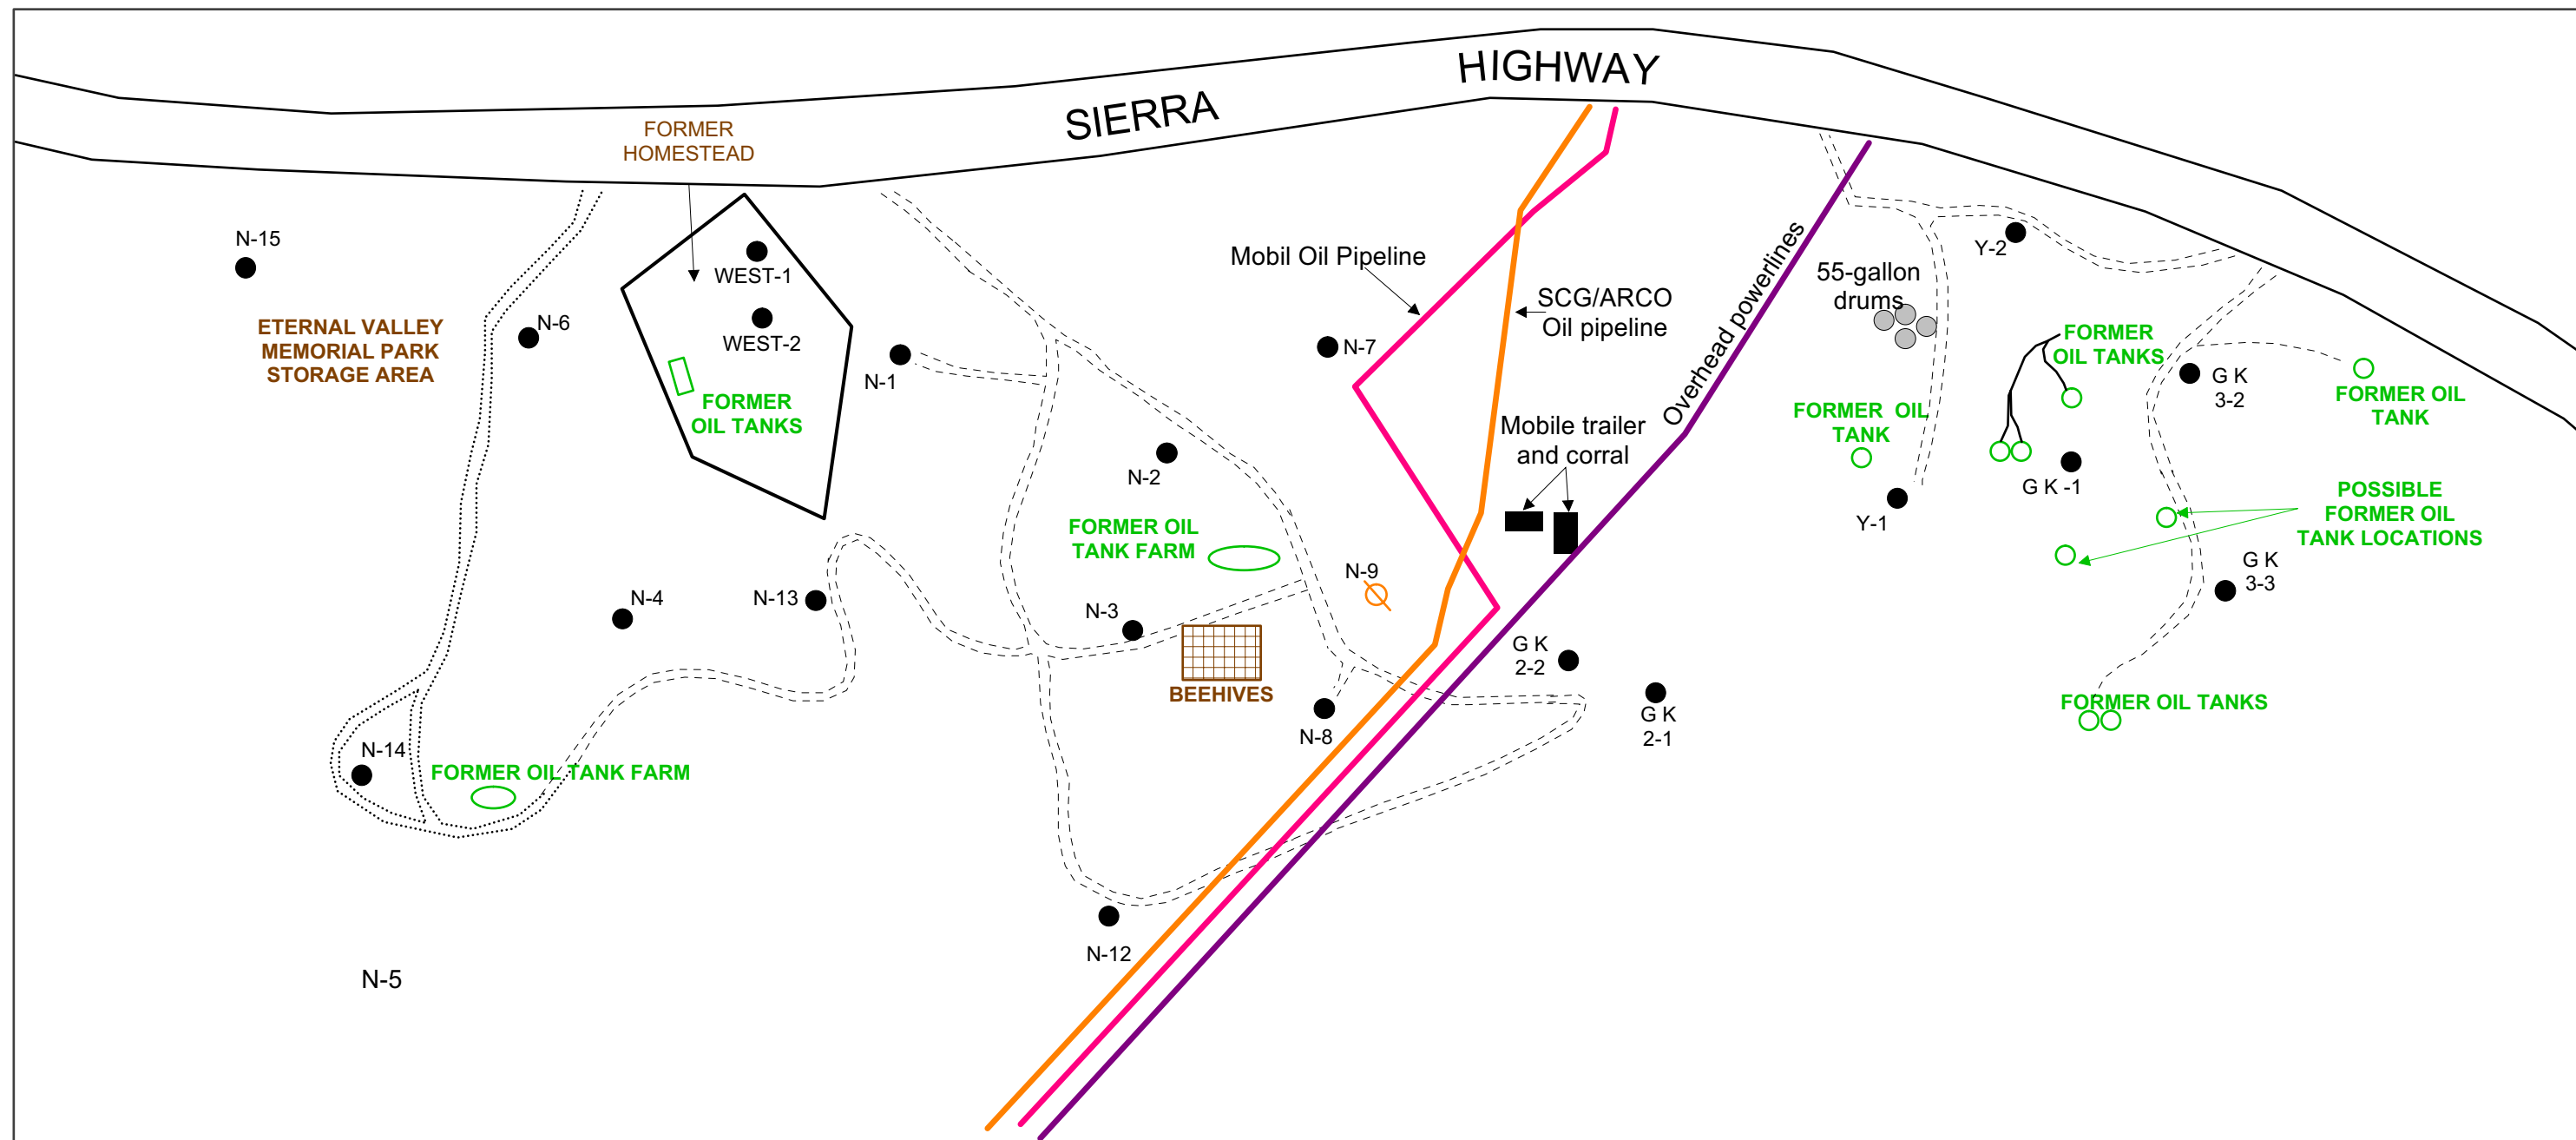 HIGHWAY
SIERRA
FORMER
HOMESTEAD
N-15
WEST-1
WEST-2
ETERNAL VALLEY
MEMORIAL PARK
STORAGE AREA
N-6
FORMER
OIL TANKS
N-1
Mobil Oil Pipeline
SCG/ARCO
Oil pipeline
N-7
Overhead powerlines
Mobile trailer
and corral
55-gallon
drums
Y-2
FORMER
OIL TANKS
FORMER OIL
TANK
G K
3-2
FORMER OIL
TANK
G K -1
Y-1
POSSIBLE
FORMER OIL
TANK LOCATIONS
G K
3-3
FORMER OIL TANKS
N-2
FORMER OIL
TANK FARM
N-9
N-4
N-13
N-3
BEEHIVES
G K
2-2
G K
2-1
N-8
N-14
FORMER OIL TANK FARM
N-12
N-5